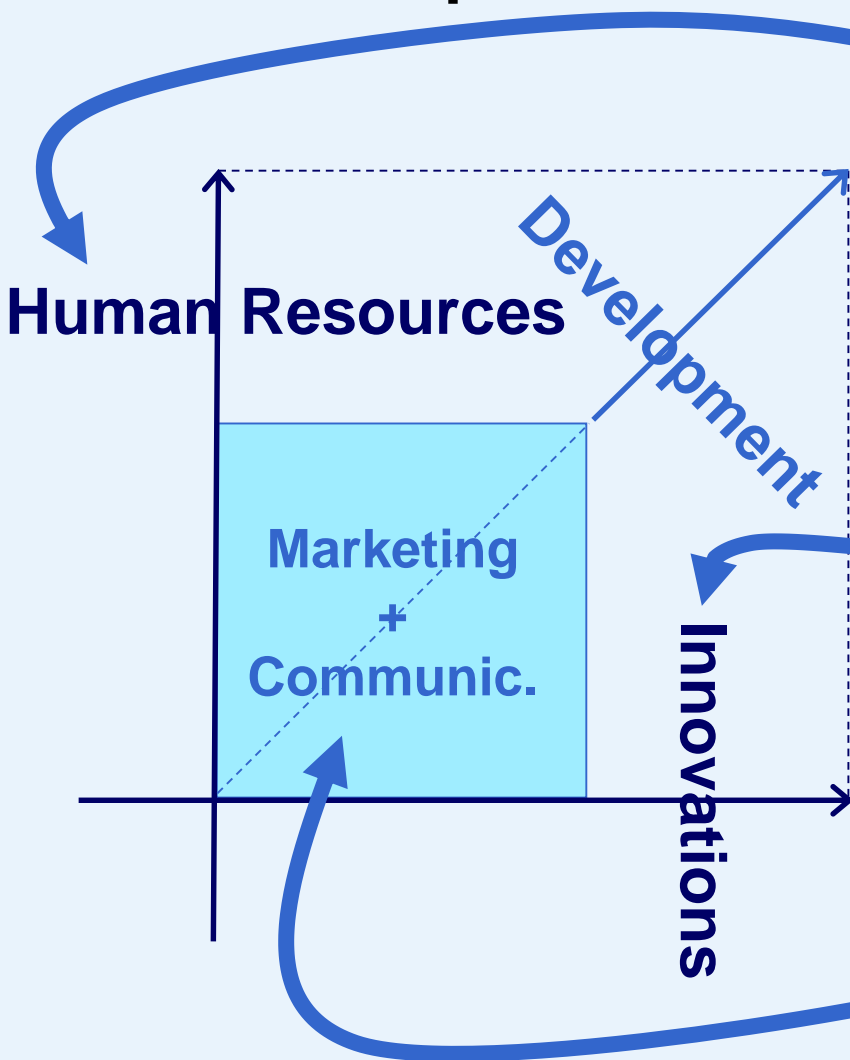 Human Resources
Development
Marketing
+
Communic.
Innovations